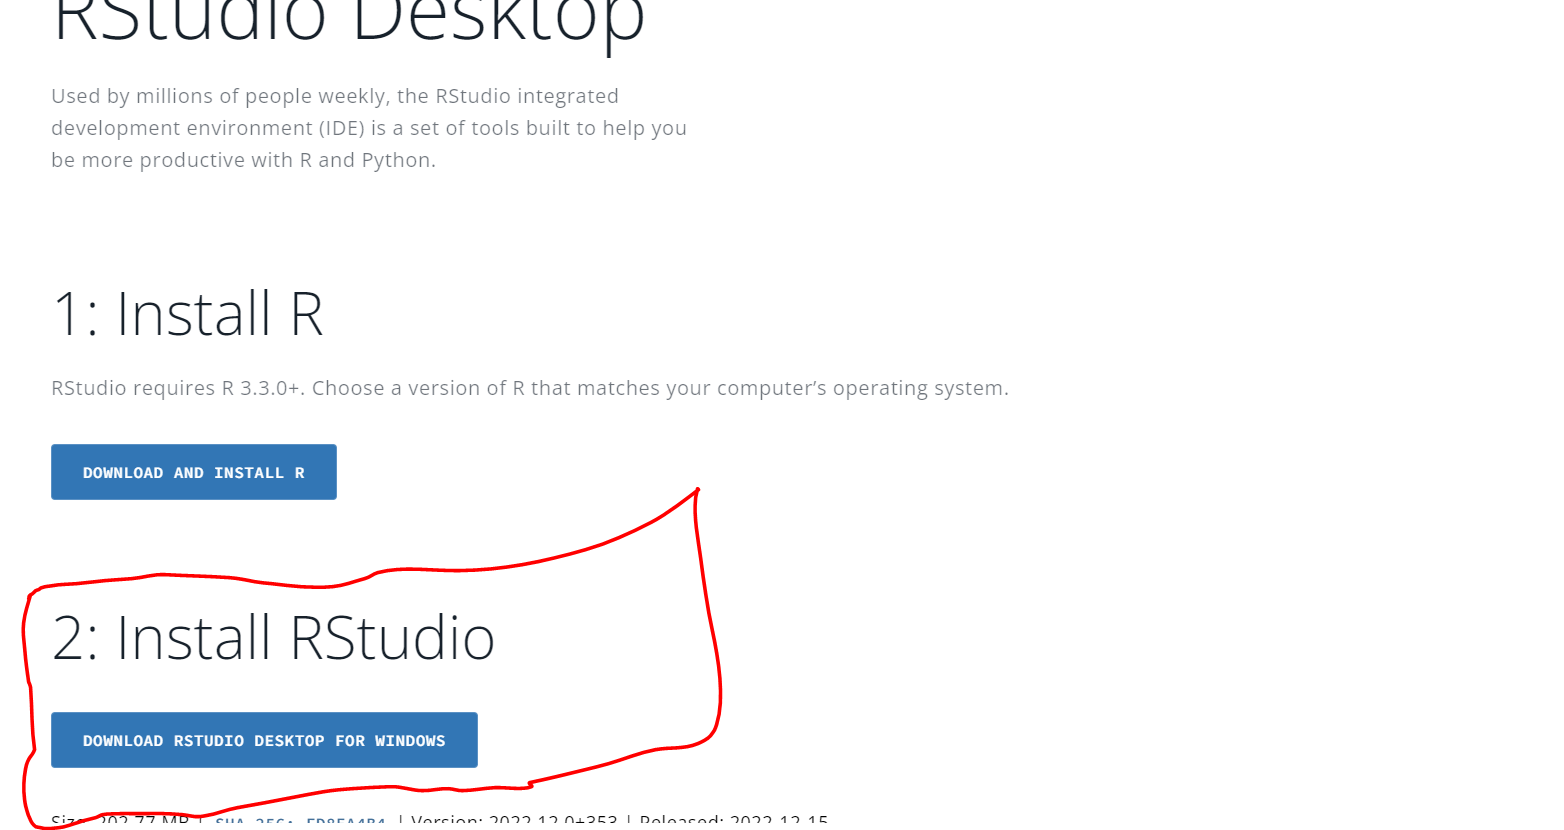 RStudio Desktop
Used by millions of people weekly, the RStudio integrated
development environment (IDE) is a set of tools built to help you
be more productive with R and Python.
1: Install R
RStudio requires R 3.3.0+. Choose a version of R that matches your computer’s operating system.
DOWNLOAD AND INSTALL R
2: Install RStudio
DOWNLOAD RSTUDIO DESKTOP FOR WINDOWS
Size: 202.77 MB | SHA-256: FD8EA4B4 | Version: 2022.12.0+353 | Released: 2022-12-15